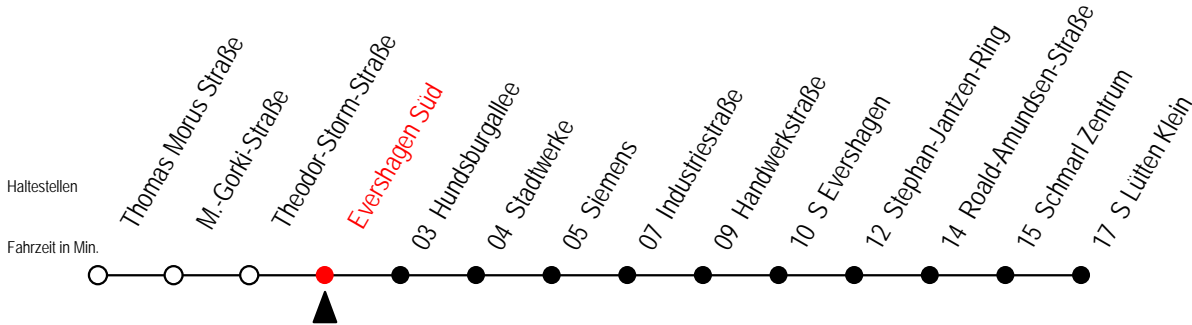 Haltestellen
Fahrzeit in Min.
Thomas Morus Straße
M.-Gorki-Straße
Theodor-Storm-Straße
Evershagen Süd
03 Hundsburgallee
04 Stadtwerke
05 Siemens
07 Industriestraße
09 Handwerkstraße
10 S Evershagen
12 Stephan-Jantzen-Ring
14 Roald-Amundsen-Straße
15 Schmarl Zentrum
17 S Lütten Klein